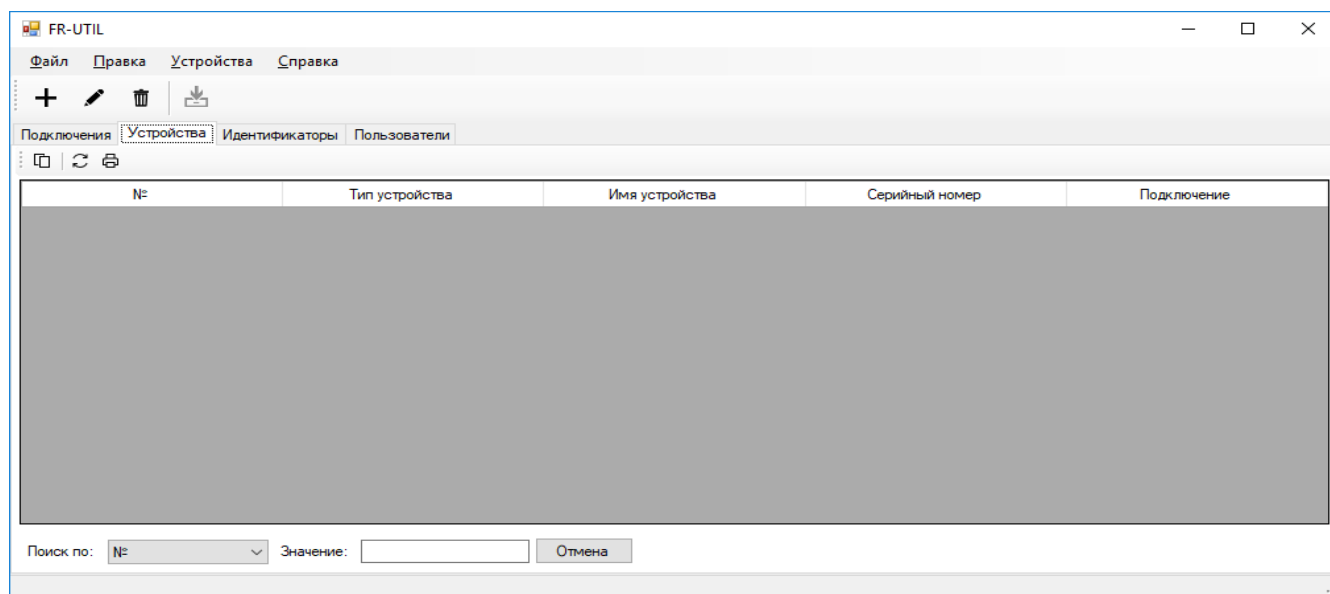 FR-UTIL
Файл Правка Устройства Справка
Подключения Устройства Идентификаторы Пользователи
№ Тип устройства Имя устройства Серийный номер Подключение
Поиск по: № Значение: Отмена